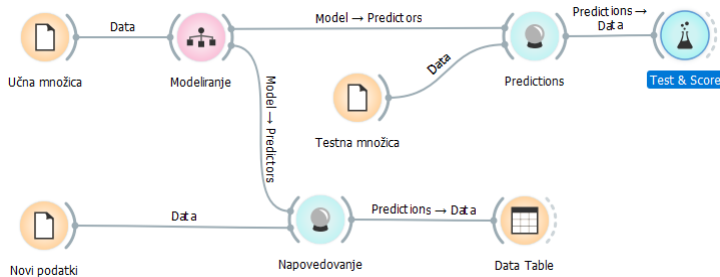 Data
Model → Predictors
Predictions → Data
Učna množica
Modeliranje
Data
Predictions
Test & Score
Model → Predictors
Testna množica
Data
Predictions → Data
Novi podatki
Napovedovanje
Data Table